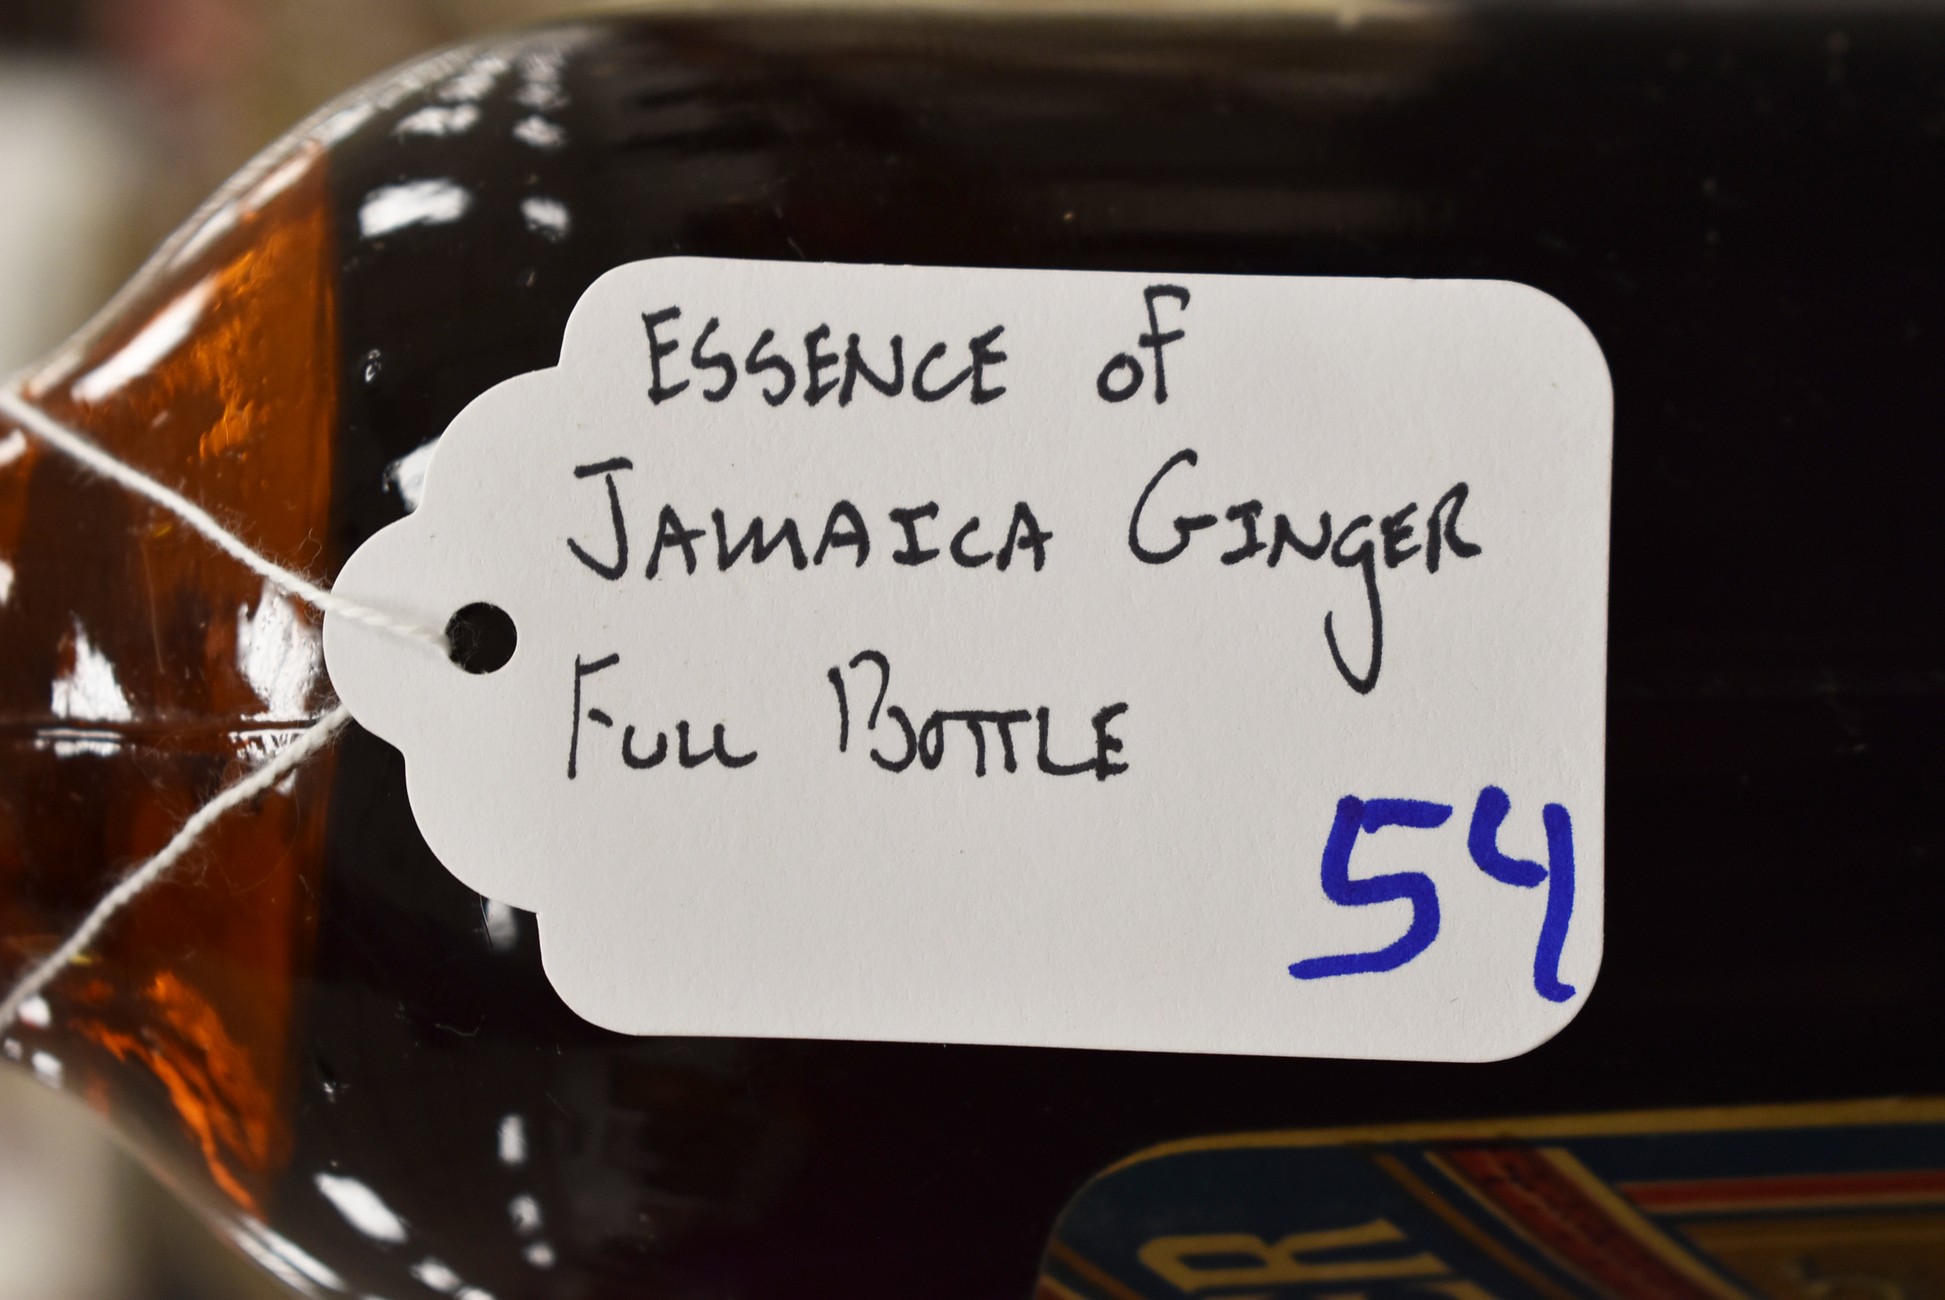 ESSENCE of
JAMAICA GINGER
FULL BOTTLE
54